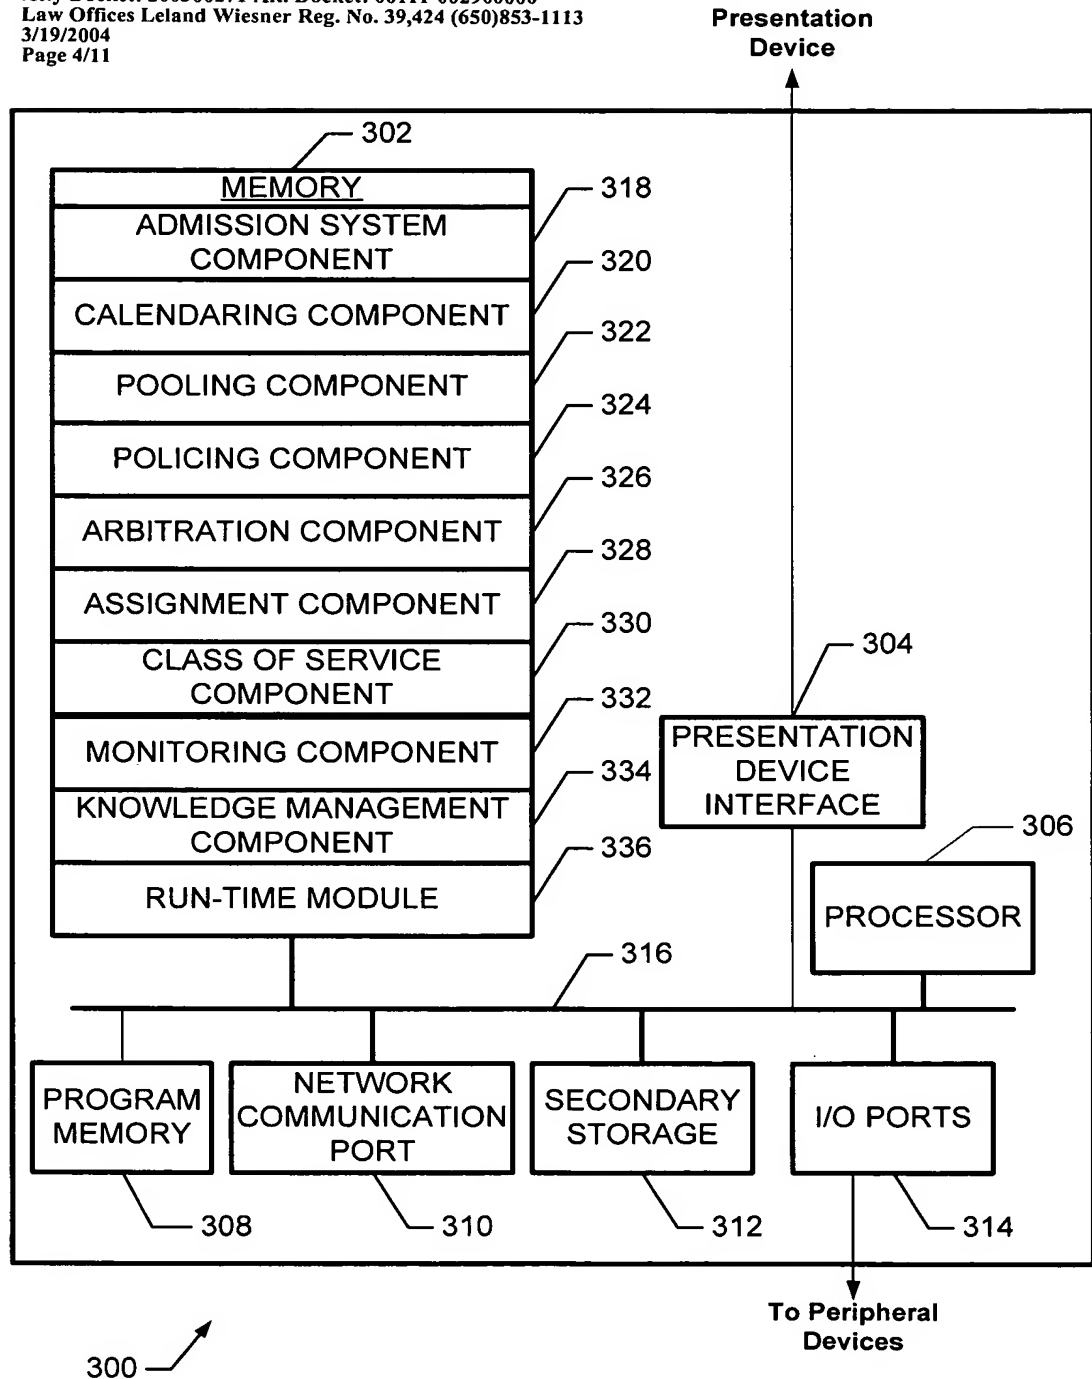 Law Offices Leland Wiesner Reg. No. 39,424 (650)853-1113
3/19/2004
Page 4/11
Presentation
Device
302
MEMORY
318
ADMISSION SYSTEM
COMPONENT
320
CALENDARING COMPONENT
322
POOLING COMPONENT
324
POLICING COMPONENT
326
ARBITRATION COMPONENT
328
ASSIGNMENT COMPONENT
330
CLASS OF SERVICE
COMPONENT
332
MONITORING COMPONENT
334
KNOWLEDGE MANAGEMENT
COMPONENT
336
RUN-TIME MODULE
304
PRESENTATION
DEVICE
INTERFACE
306
PROCESSOR
316
PROGRAM
MEMORY
308
NETWORK
COMMUNICATION
PORT
310
SECONDARY
STORAGE
312
I/O PORTS
314
To Peripheral
Devices
300